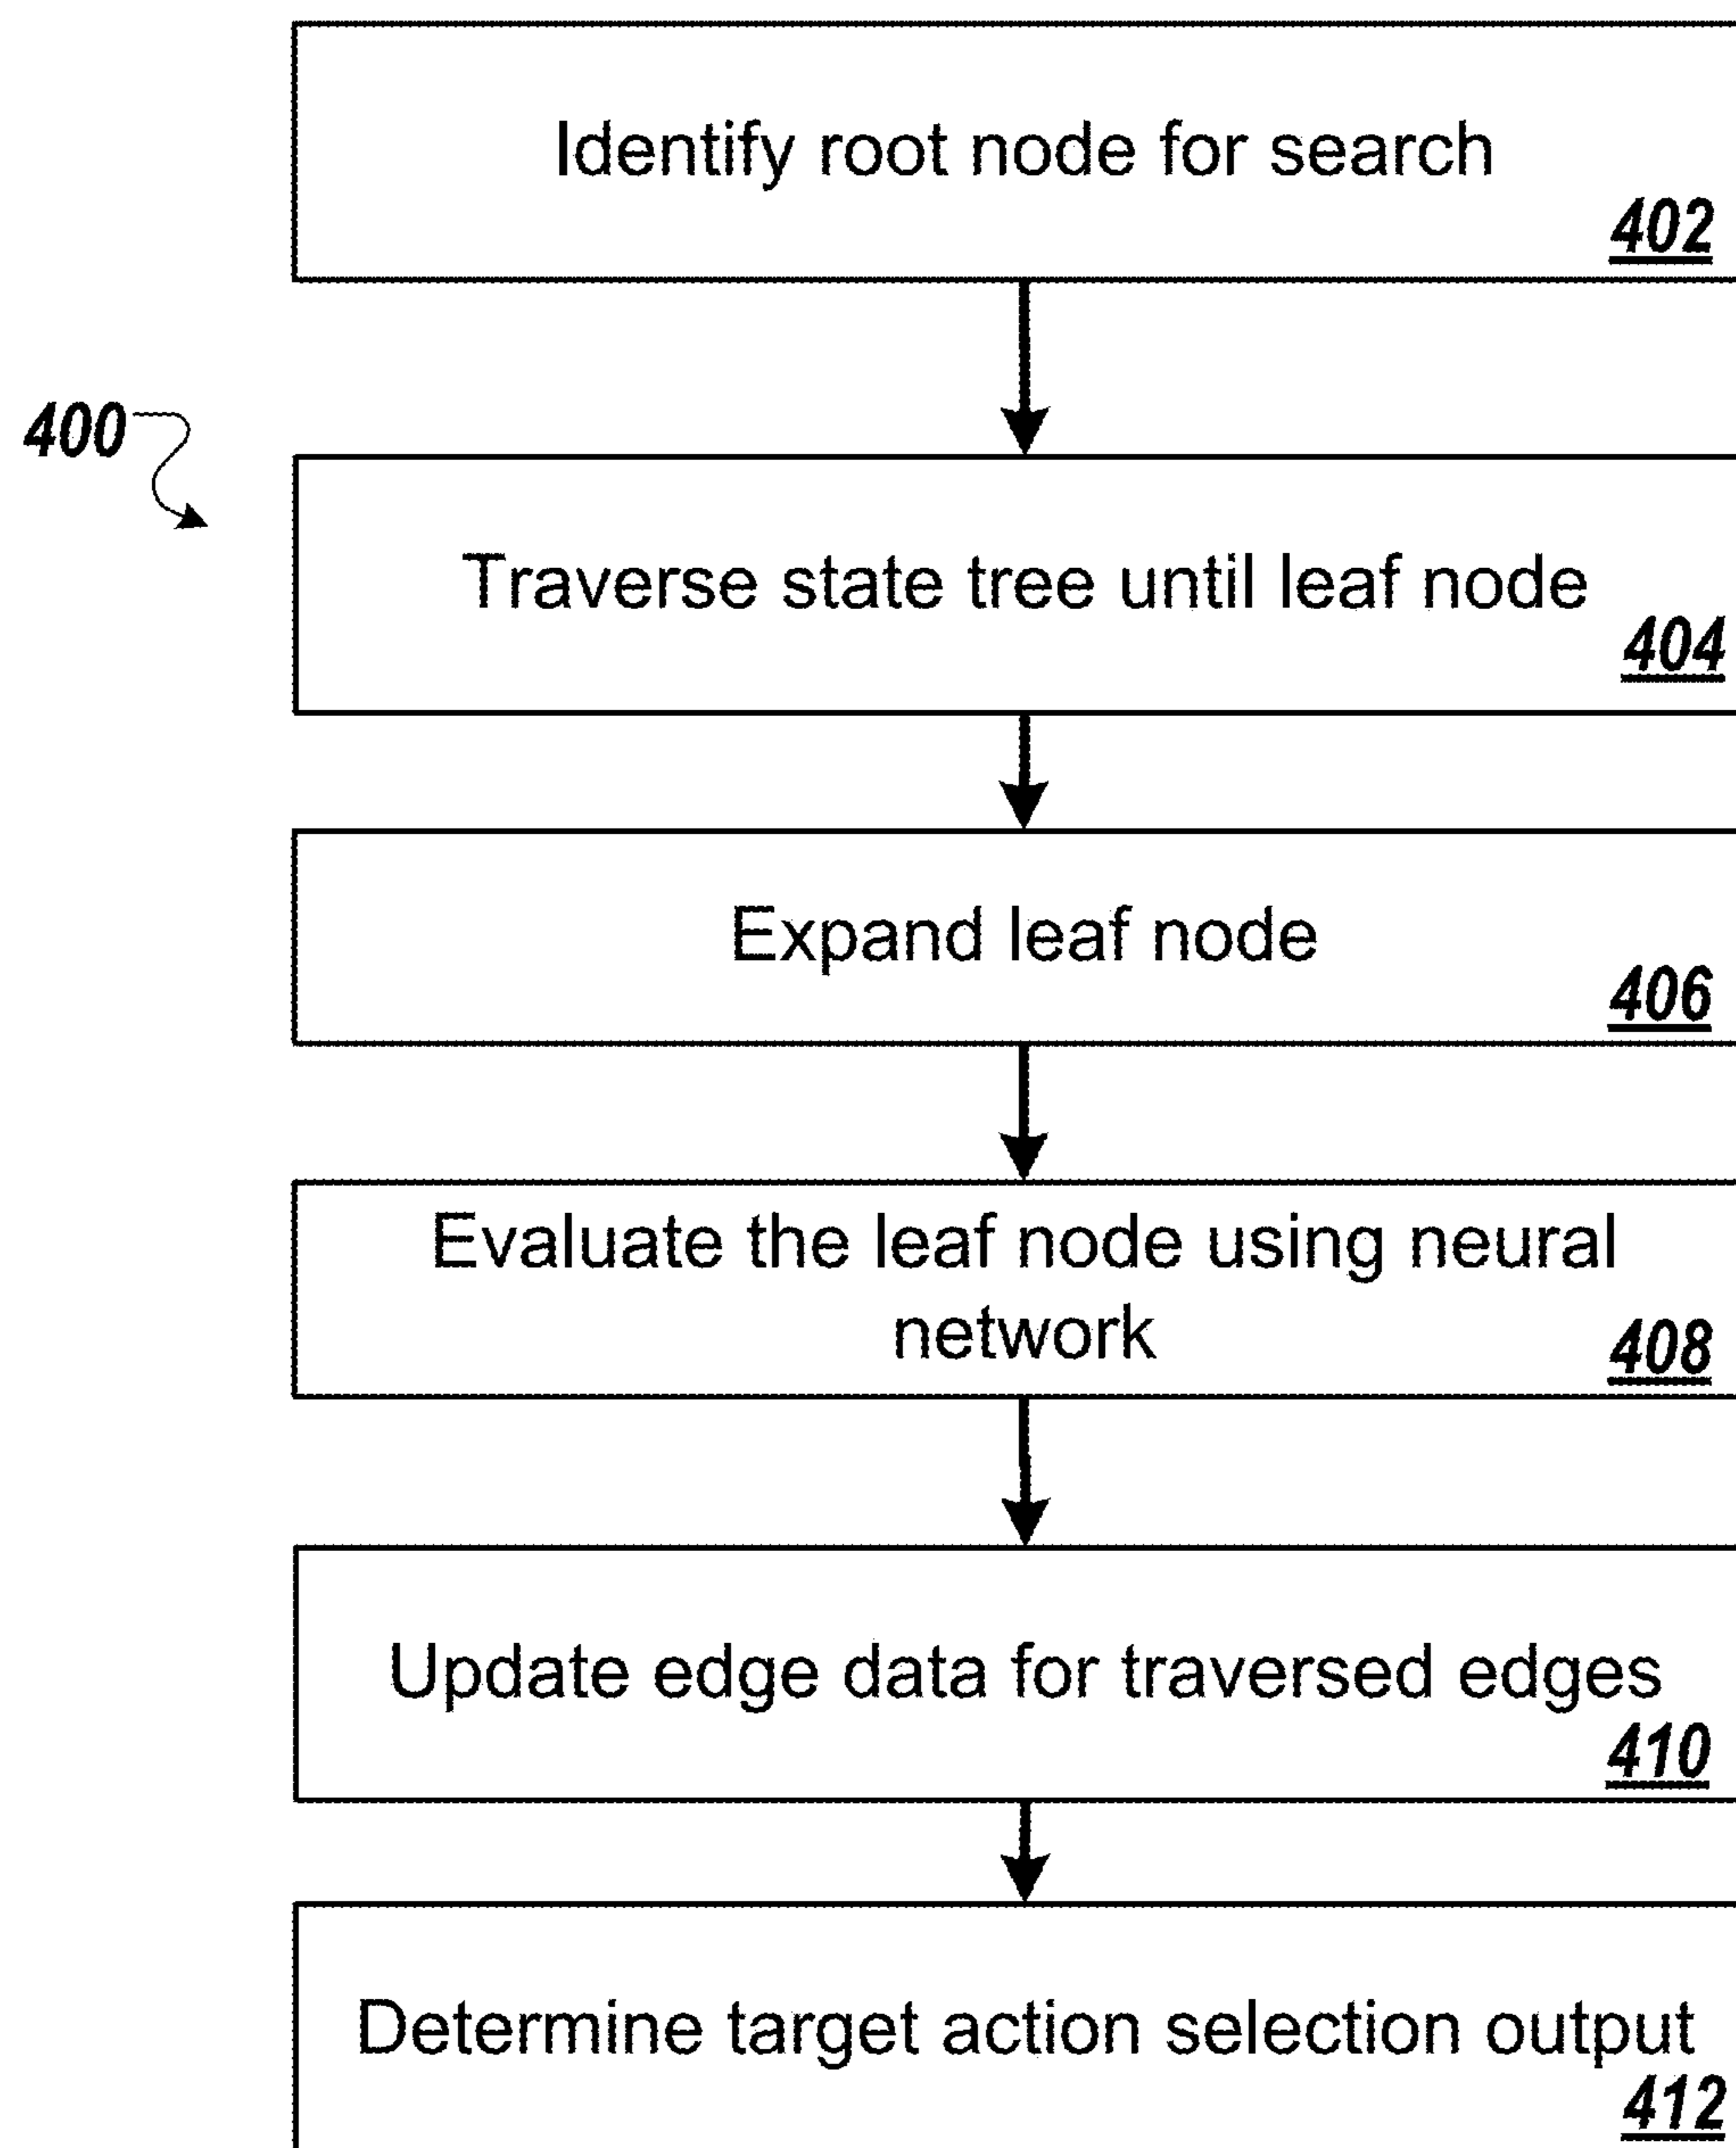 Identify root node for search
402
400
Traverse state tree until leaf node
404
Expand leaf node
406
Evaluate the leaf node using neural
network
408
Update edge data for traversed edges
410
Determine target action selection output
412